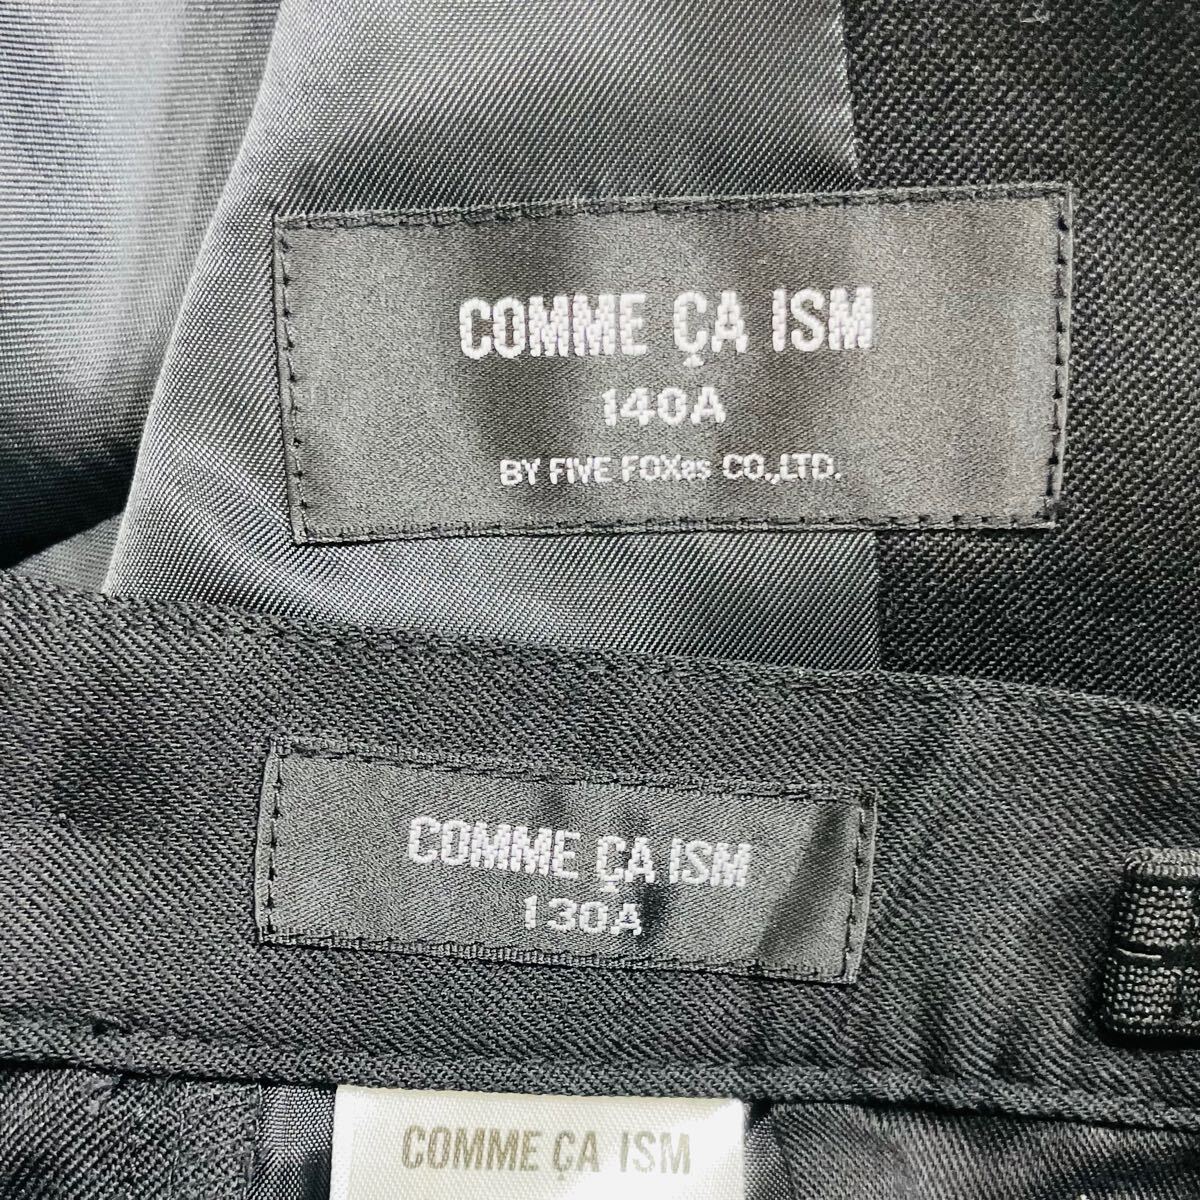 COMME ÇA ISM
140A
BY FIVE FOXes CO.,LTD.
COMME ÇA ISM
130A
COMME ÇA ISM